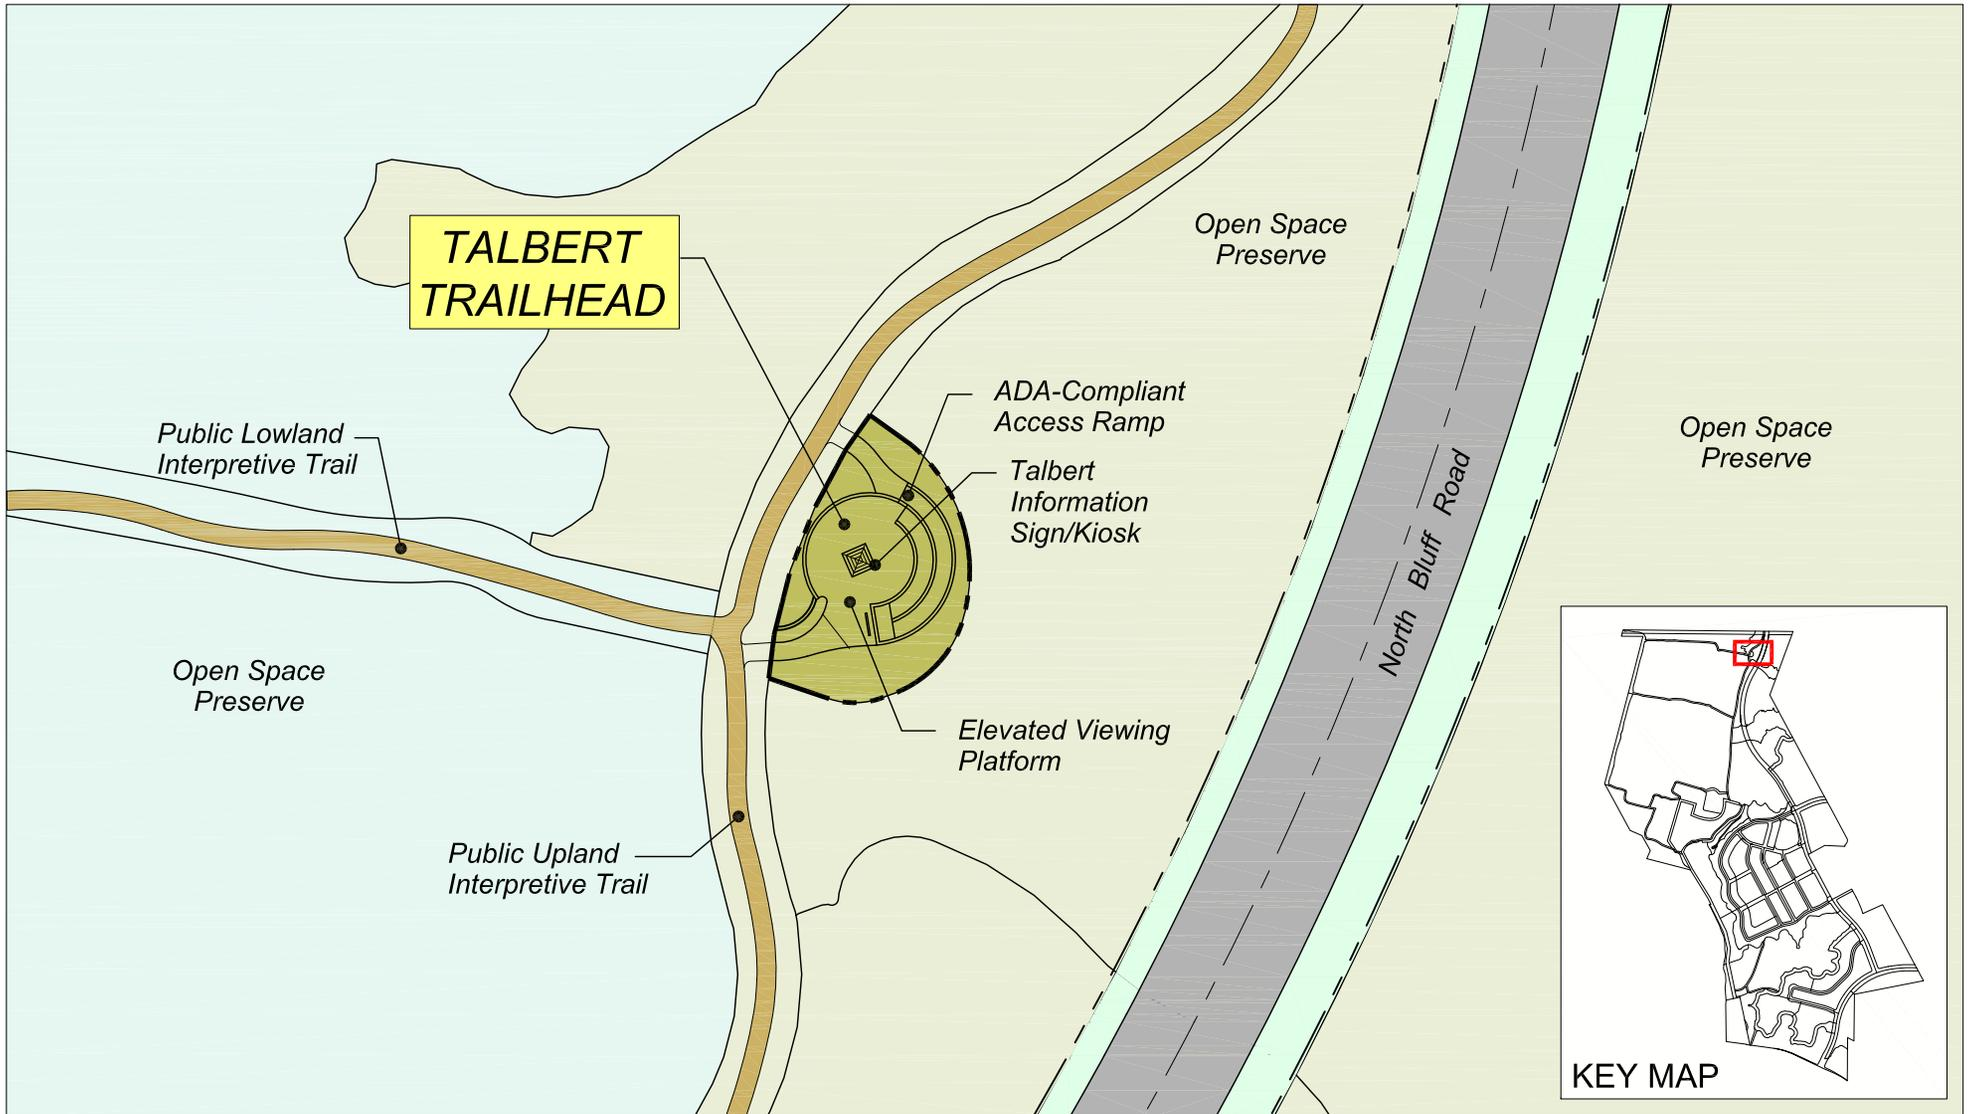 TALBERT
TRAILHEAD
Open Space
Preserve
ADA-Compliant
Access Ramp
Talbert
Information
Sign/Kiosk
Public Lowland
Interpretive Trail
Open Space
Preserve
North Bluff Road
Open Space
Preserve
Elevated Viewing
Platform
Public Upland
Interpretive Trail
KEY MAP